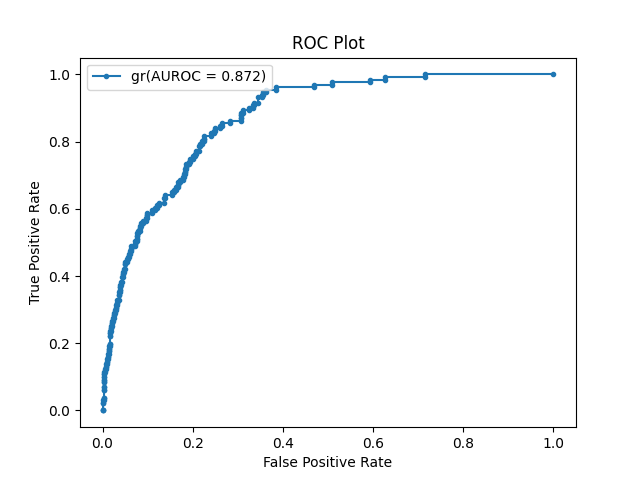 ROC Plot
gr(AUROC = 0.872)
1.0
0.8
0.6
0.4
0.2
0.0
True Positive Rate
0.0 0.2 0.4 0.6 0.8 1.0
False Positive Rate